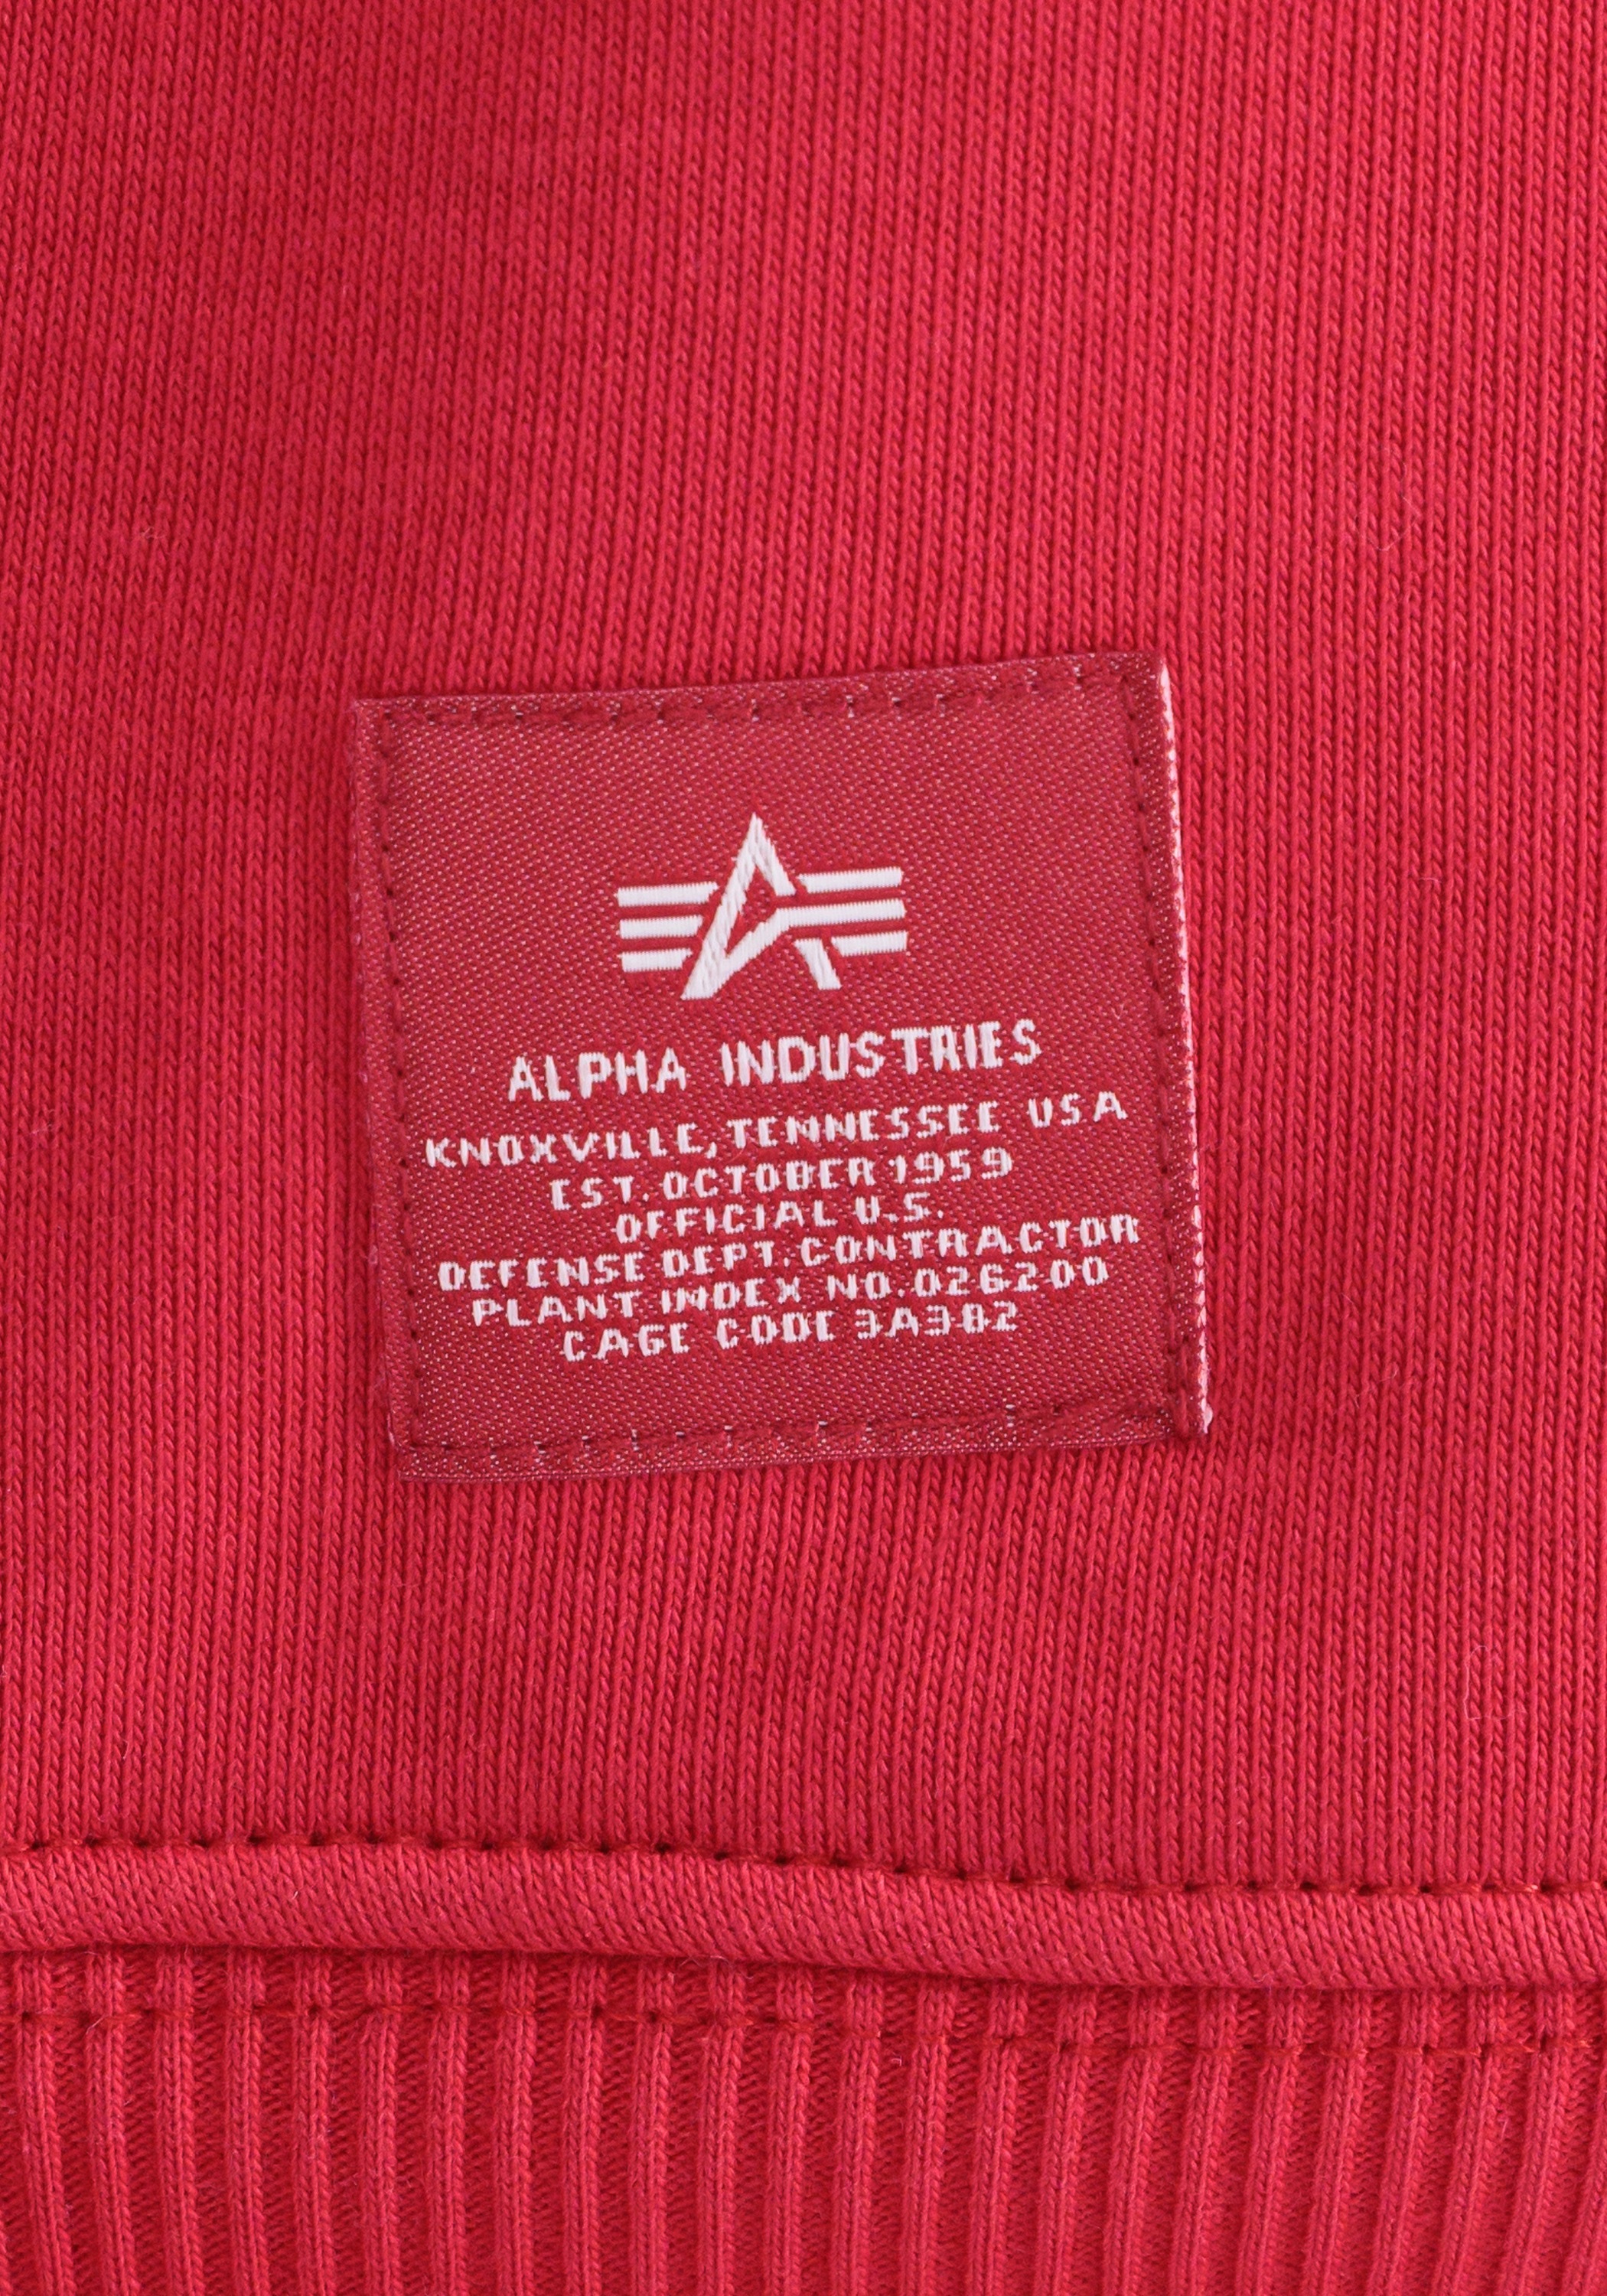 ALPHA INDUSTRIES
KNOXVILLE, TENNESSEE USA
EST. OCTOBER 1959
OFFICIAL U.S.
DEFENSE DEPT. CONTRACTOR
PLANT INDEX NO. 026200
CAGE CODE 3A382